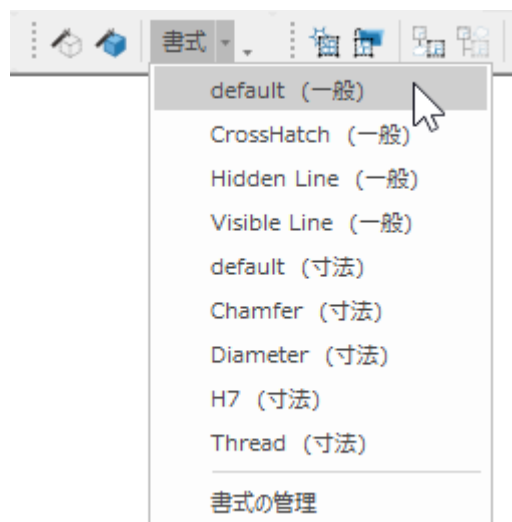 書式
default (一般)
CrossHatch (一般)
Hidden Line (一般)
Visible Line (一般)
default (寸法)
Chamfer (寸法)
Diameter (寸法)
H7 (寸法)
Thread (寸法)
書式の管理